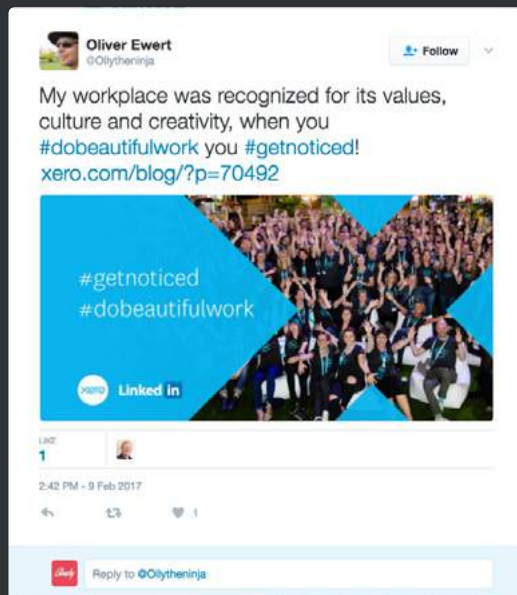 Oliver Ewert
@Ollytheninja
Follow
My workplace was recognized for its values,
culture and creativity, when you
#dobeautifulwork you #getnoticed!
xero.com/blog/?p=70492
#getnoticed
#dobeautifulwork
xero
Linked in
LIKE
1
2:42 PM - 9 Feb 2017
1
Reply to @Ollytheninja